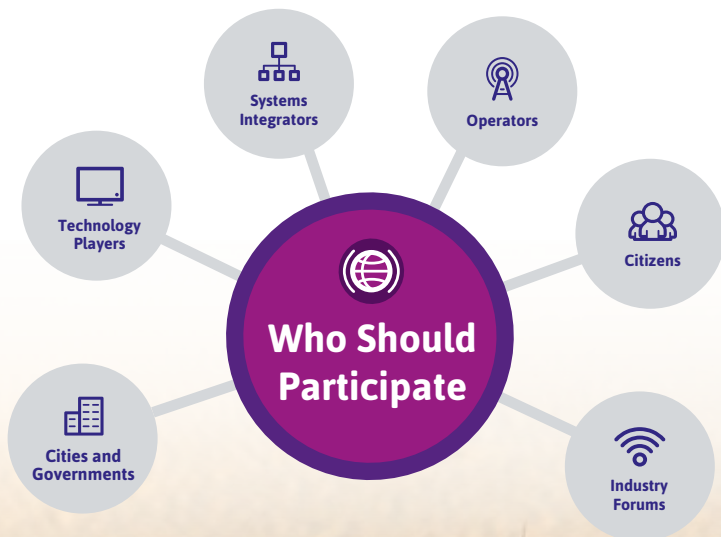 Systems
Integrators
Operators
Technology
Players
Citizens
Who Should
Participate
Cities and
Governments
Industry
Forums